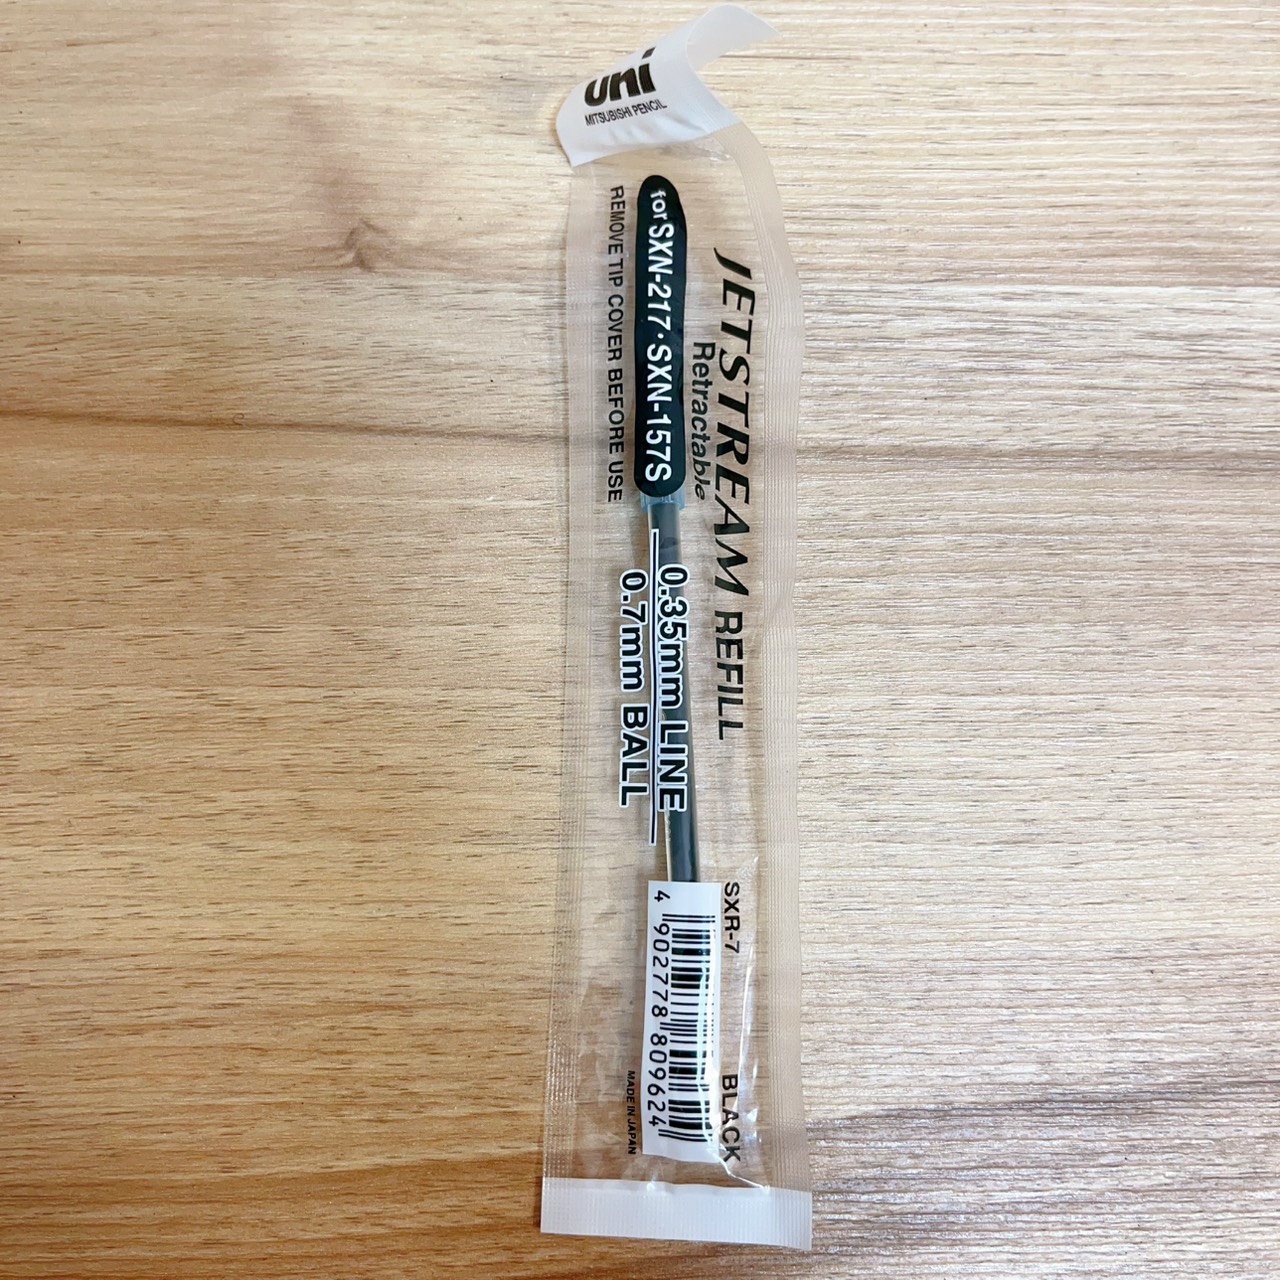 uni
MITSUBISHI PENCIL
JETSTREAM REFILL
Retractable
for SXN-217・SXN-157S
REMOVE TIP COVER BEFORE USE
0.35mm LINE
0.7mm BALL
SXR-7 BLACK
4 902778 809624
MADE IN JAPAN